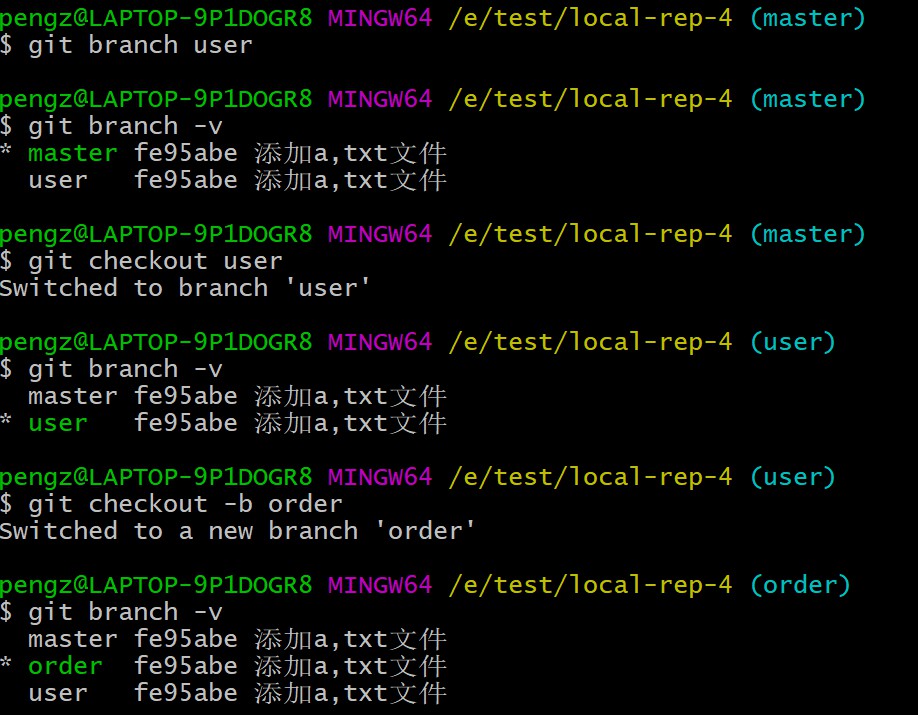 pengz@LAPTOP-9P1DOGR8 MINGW64 /e/test/local-rep-4 (master)
$ git branch user
pengz@LAPTOP-9P1DOGR8 MINGW64 /e/test/local-rep-4 (master)
$ git branch -v
* master fe95abe 添加a,txt文件
  user   fe95abe 添加a,txt文件
pengz@LAPTOP-9P1DOGR8 MINGW64 /e/test/local-rep-4 (master)
$ git checkout user
Switched to branch 'user'
pengz@LAPTOP-9P1DOGR8 MINGW64 /e/test/local-rep-4 (user)
$ git branch -v
  master fe95abe 添加a,txt文件
* user   fe95abe 添加a,txt文件
pengz@LAPTOP-9P1DOGR8 MINGW64 /e/test/local-rep-4 (user)
$ git checkout -b order
Switched to a new branch 'order'
pengz@LAPTOP-9P1DOGR8 MINGW64 /e/test/local-rep-4 (order)
$ git branch -v
  master fe95abe 添加a,txt文件
* order  fe95abe 添加a,txt文件
  user   fe95abe 添加a,txt文件